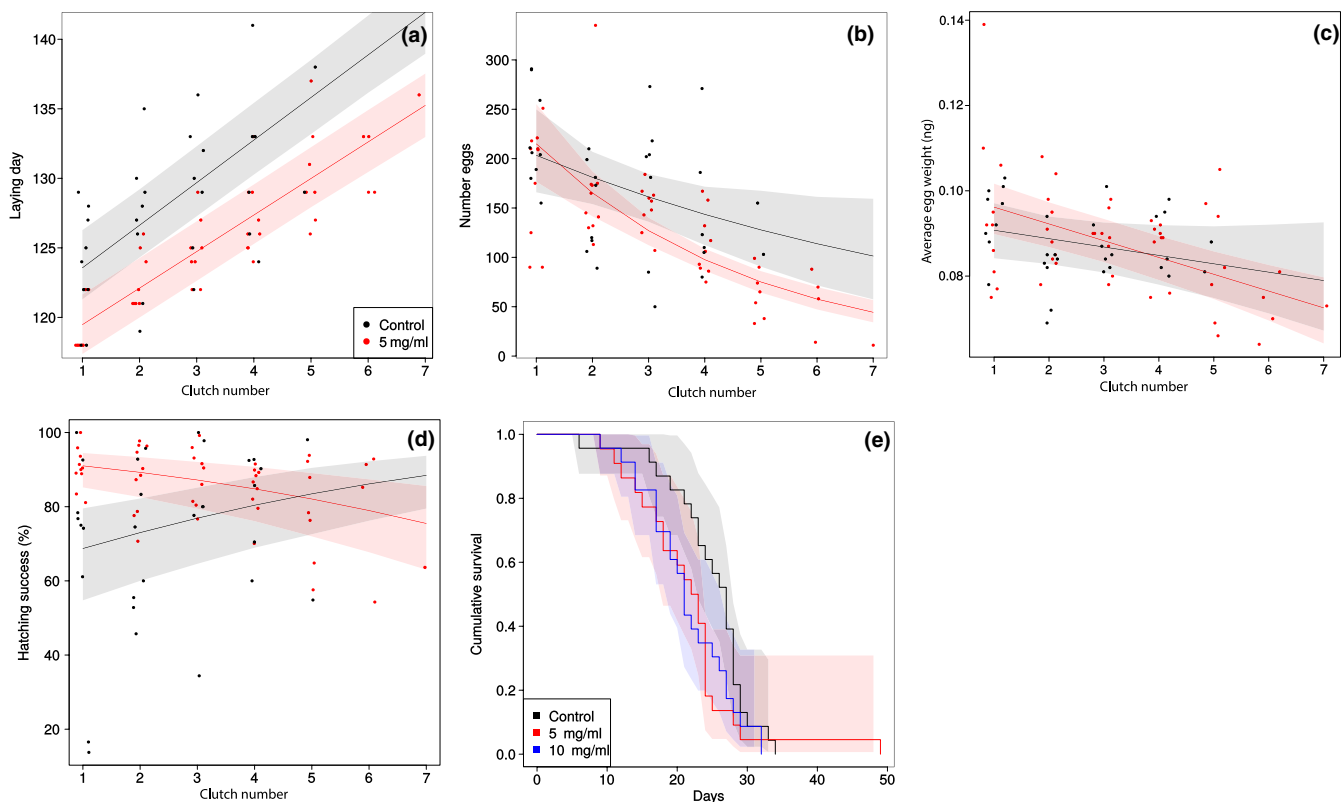 (a)
Laying day
140
135
130
125
120
Control
5 mg/ml
1 2 3 4 5 6 7
Clutch number
(b)
Number eggs
300
250
200
150
100
50
0
1 2 3 4 5 6 7
Clutch number
(c)
Average egg weight (ng)
0.14
0.12
0.10
0.08
1 2 3 4 5 6 7
Clutch number
(d)
Hatching success (%)
100
80
60
40
20
1 2 3 4 5 6 7
Clutch number
(e)
Cumulative survival
1.0
0.8
0.6
0.4
0.2
0.0
Control
5 mg/ml
10 mg/ml
0 10 20 30 40 50
Days